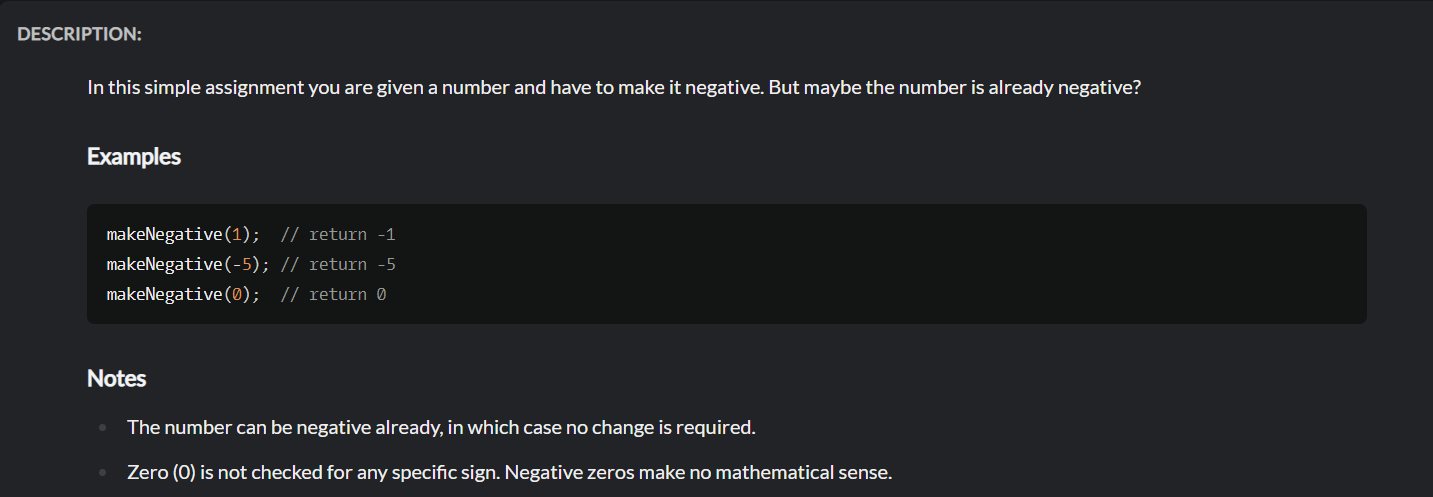 DESCRIPTION:
In this simple assignment you are given a number and have to make it negative. But maybe the number is already negative?
Examples
makeNegative(1);  // return -1
makeNegative(-5); // return -5
makeNegative(0);  // return 0
Notes
The number can be negative already, in which case no change is required.
Zero (0) is not checked for any specific sign. Negative zeros make no mathematical sense.